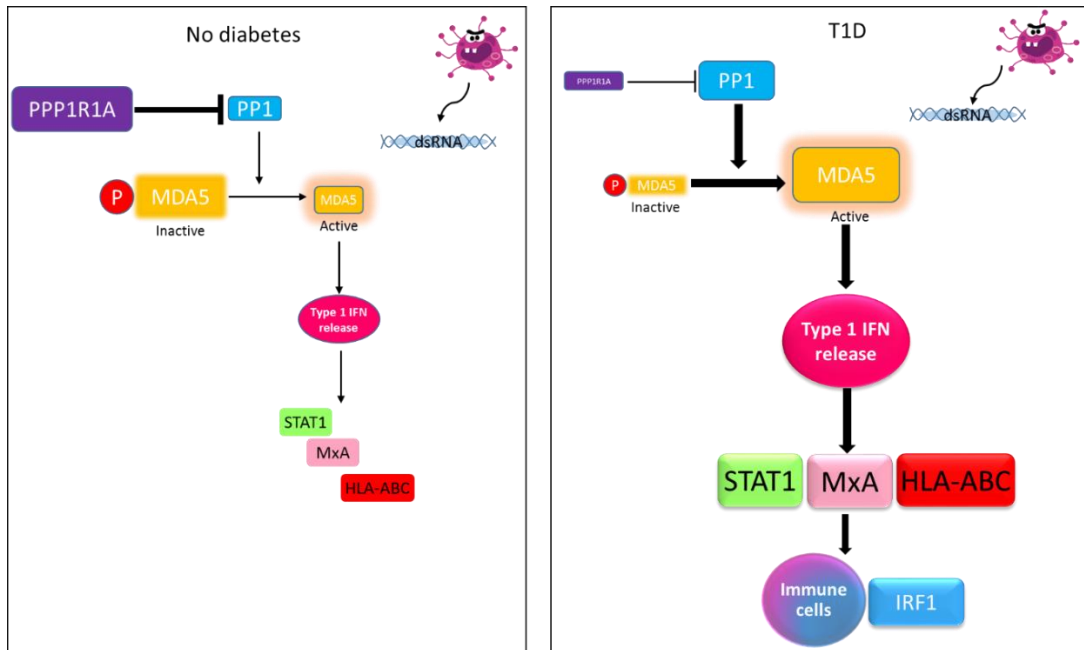 No diabetes
PPP1R1A
PP1
dsRNA
P
MDA5
Inactive
MDA5
Active
Type 1 IFN
release
STAT1
MxA
HLA-ABC
T1D
PPP1R1A
PP1
dsRNA
P
MDA5
Inactive
MDA5
Active
Type 1 IFN
release
STAT1
MxA
HLA-ABC
Immune
cells
IRF1